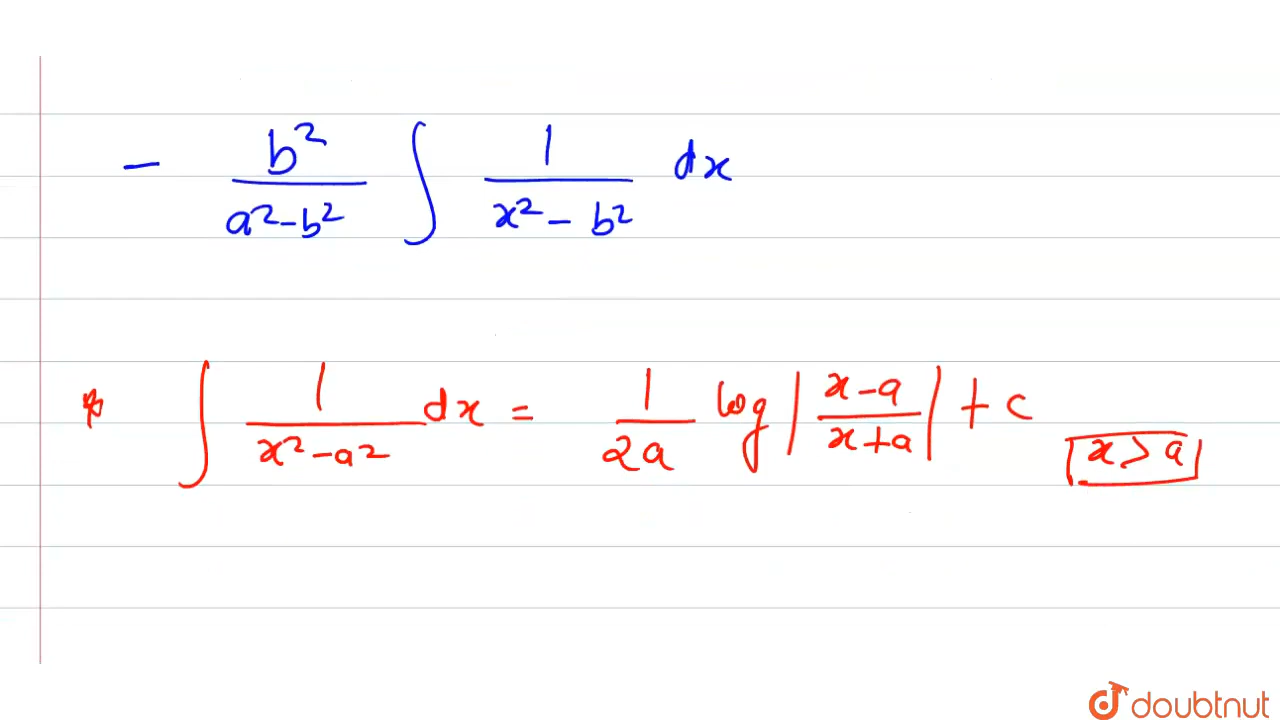 - b²/(a²-b²) ∫ 1/(x²-b²) dx
* ∫ 1/(x²-a²) dx = 1/2a log |(x-a)/(x+a)| + c
x>a
doubtnut